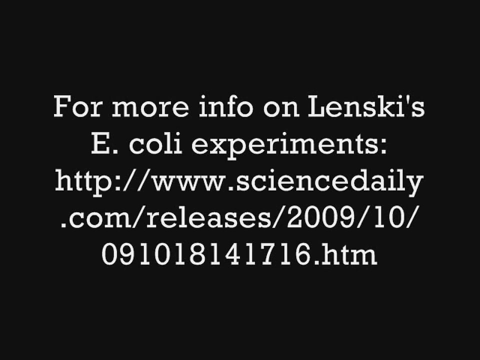 For more info on Lenski's
E. coli experiments:
http://www.sciencedaily
.com/releases/2009/10/
091018141716.htm